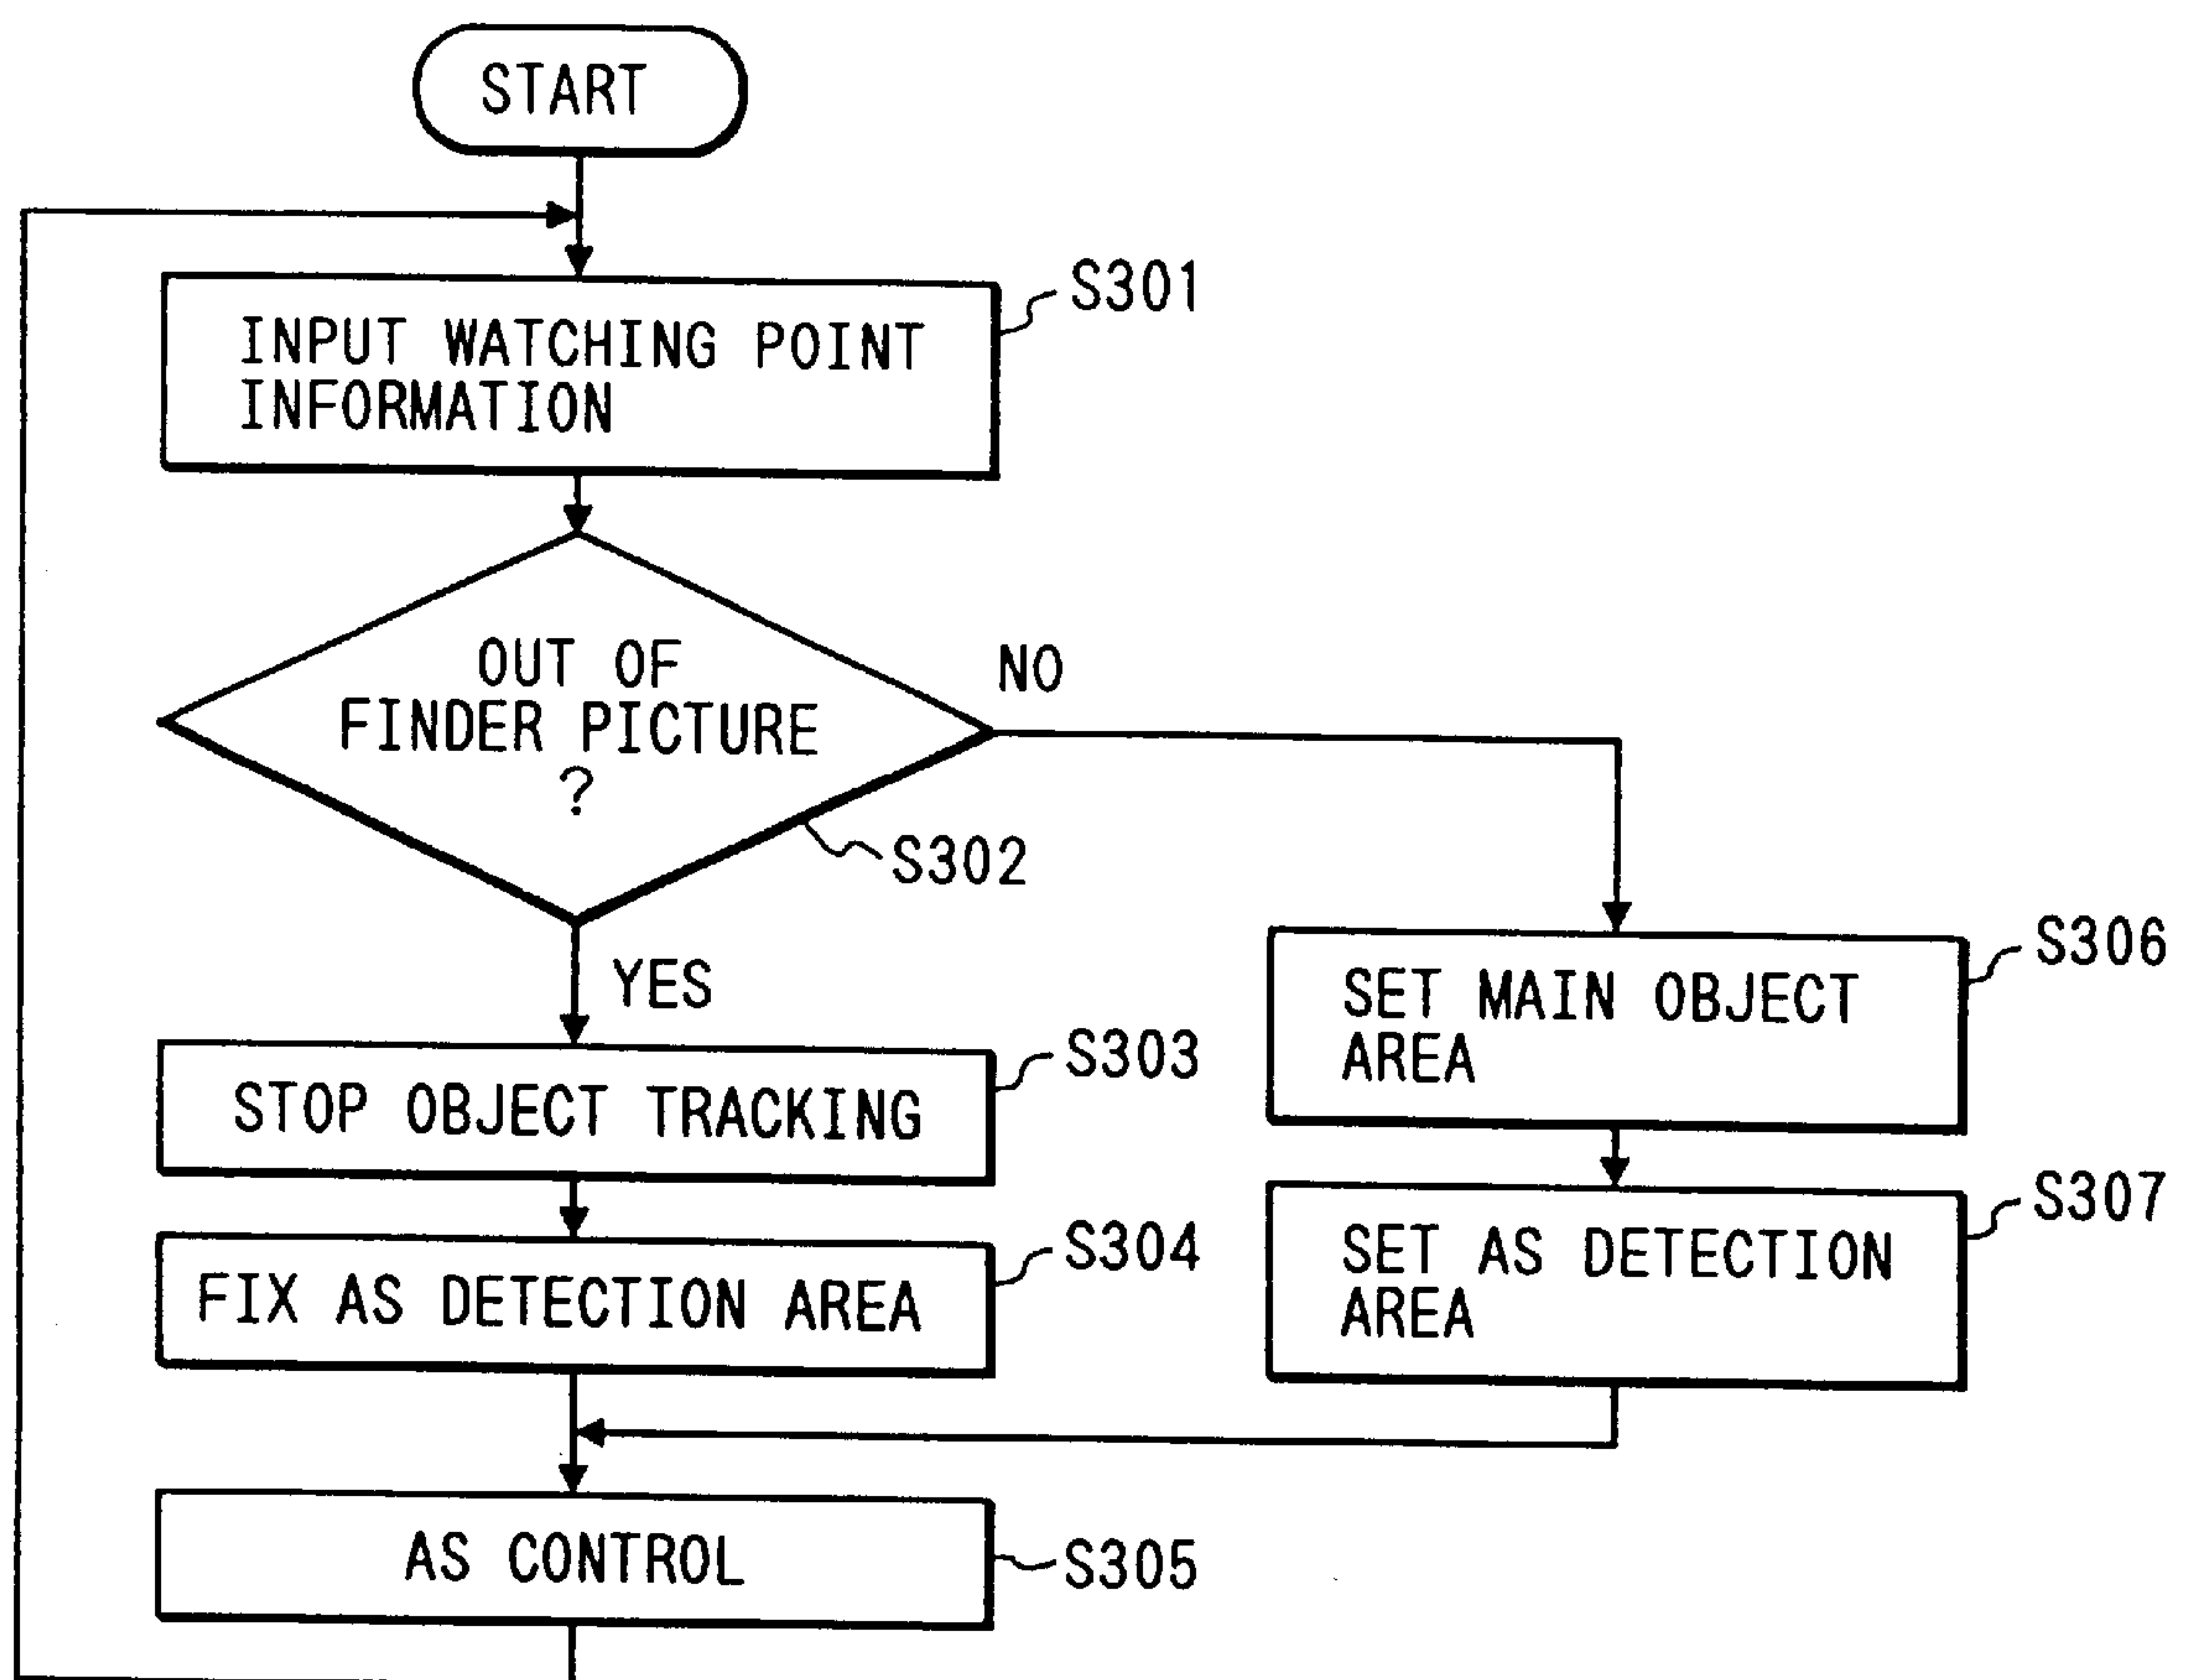 START
S301
INPUT WATCHING POINT
INFORMATION
OUT OF
FINDER PICTURE
?
NO
S302
YES
S303
STOP OBJECT TRACKING
S304
FIX AS DETECTION AREA
S306
SET MAIN OBJECT
AREA
S307
SET AS DETECTION
AREA
AS CONTROL
S305